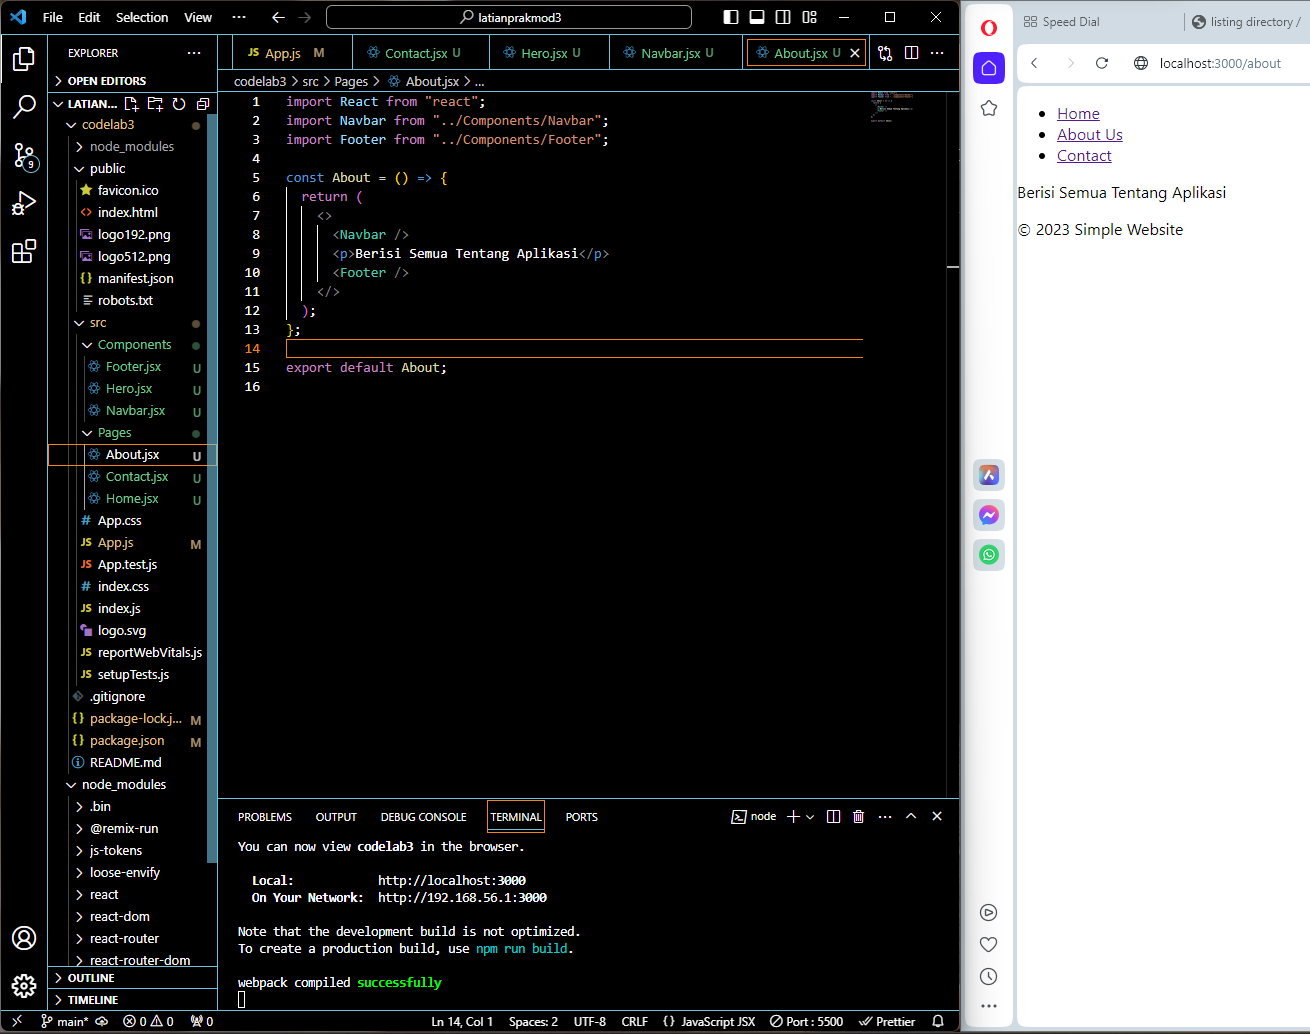 File Edit Selection View ··· latianprakmod3
EXPLORER ···
OPEN EDITORS
LATIAN...
codelab3
node_modules
public
favicon.ico
index.html
logo192.png
logo512.png
manifest.json
robots.txt
src
Components
Footer.jsx U
Hero.jsx U
Navbar.jsx U
Pages
About.jsx U
Contact.jsx U
Home.jsx U
App.css
JS App.js M
JS App.test.js
index.css
JS index.js
logo.svg
JS reportWebVitals.js
JS setupTests.js
.gitignore
package-lock.j... M
package.json M
README.md
node_modules
.bin
@remix-run
js-tokens
loose-envify
react
react-dom
react-router
react-router-dom
OUTLINE
TIMELINE
9
JS App.js M Contact.jsx U Hero.jsx U Navbar.jsx U About.jsx U
codelab3 > src > Pages > About.jsx > ...
1 import React from "react";
2 import Navbar from "../Components/Navbar";
3 import Footer from "../Components/Footer";
4
5 const About = () => {
6 return (
7 <>
8 <Navbar />
9 <p>Berisi Semua Tentang Aplikasi</p>
10 <Footer />
11 </>
12 );
13 };
14
15 export default About;
16
PROBLEMS OUTPUT DEBUG CONSOLE TERMINAL PORTS node
You can now view codelab3 in the browser.
Local: http://localhost:3000
On Your Network: http://192.168.56.1:3000
Note that the development build is not optimized.
To create a production build, use npm run build.
webpack compiled successfully
main* 0 0 0 Ln 14, Col 1 Spaces: 2 UTF-8 CRLF {} JavaScript JSX Port : 5500 Prettier
Speed Dial listing directory /
localhost:3000/about
Home
About Us
Contact
Berisi Semua Tentang Aplikasi
© 2023 Simple Website